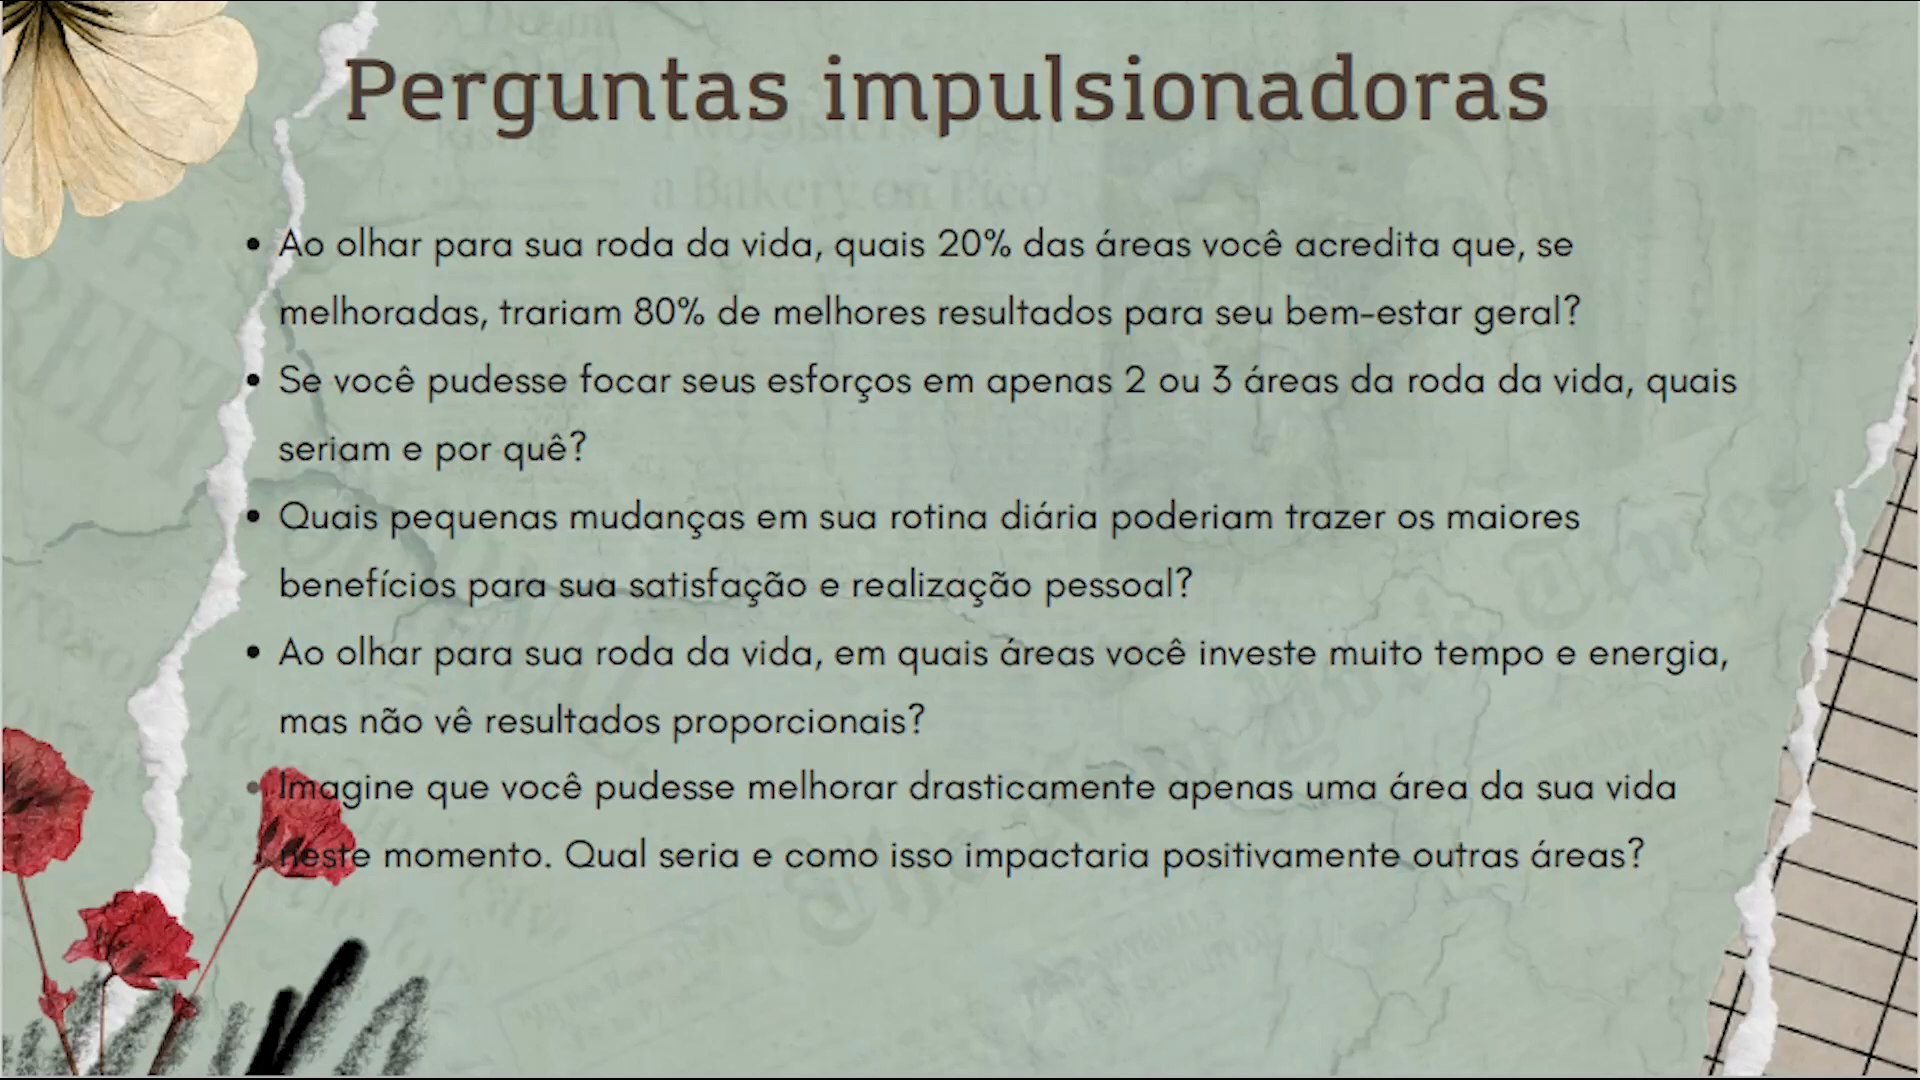 Perguntas impulsionadoras
a Bakery on Pico
• Ao olhar para sua roda da vida, quais 20% das áreas você acredita que, se
melhoradas, trariam 80% de melhores resultados para seu bem-estar geral?
• Se você pudesse focar seus esforços em apenas 2 ou 3 áreas da roda da vida, quais
seriam e por quê?
• Quais pequenas mudanças em sua rotina diária poderiam trazer os maiores
benefícios para sua satisfação e realização pessoal?
• Ao olhar para sua roda da vida, em quais áreas você investe muito tempo e energia,
mas não vê resultados proporcionais?
• Imagine que você pudesse melhorar drasticamente apenas uma área da sua vida
neste momento. Qual seria e como isso impactaria positivamente outras áreas?